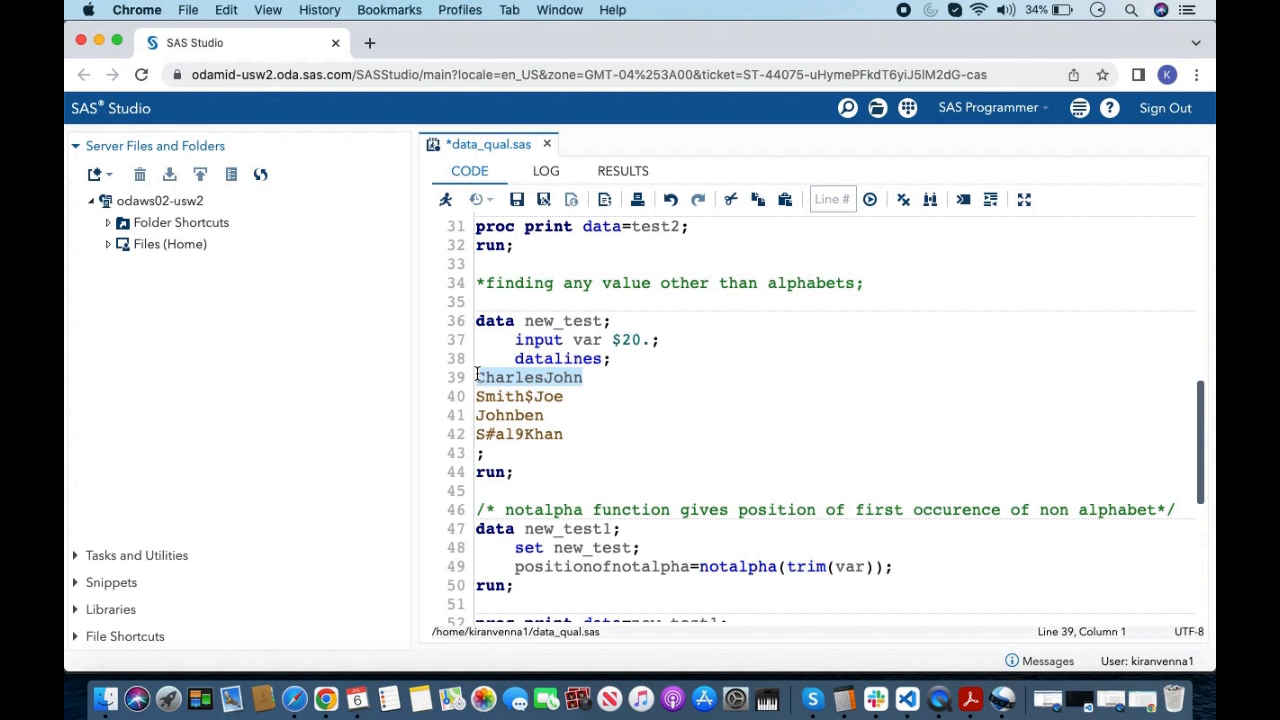 Chrome File Edit View History Bookmarks Profiles Tab Window Help 34%
SAS Studio
odamid-usw2.oda.sas.com/SASStudio/main?locale=en_US&zone=GMT-04%253A00&ticket=ST-44075-uHymePFkdT6yiJ5lM2dG-cas K
SAS® Studio SAS Programmer Sign Out
Server Files and Folders
*data_qual.sas
CODE LOG RESULTS
Line #
odaws02-usw2
Folder Shortcuts
Files (Home)
31 proc print data=test2;
32 run;
33
34 *finding any value other than alphabets;
35
36 data new_test;
37 input var $20.;
38 datalines;
39 CharlesJohn
40 Smith$Joe
41 Johnben
42 S#al9Khan
43 ;
44 run;
45
46 /* notalpha function gives position of first occurence of non alphabet*/
47 data new_test1;
48 set new_test;
49 positionofnotalpha=notalpha(trim(var));
50 run;
51
52 proc print data=new_test1;
Tasks and Utilities
Snippets
Libraries
File Shortcuts
/home/kiranvenna1/data_qual.sas Line 39, Column 1 UTF-8
Messages User: kiranvenna1